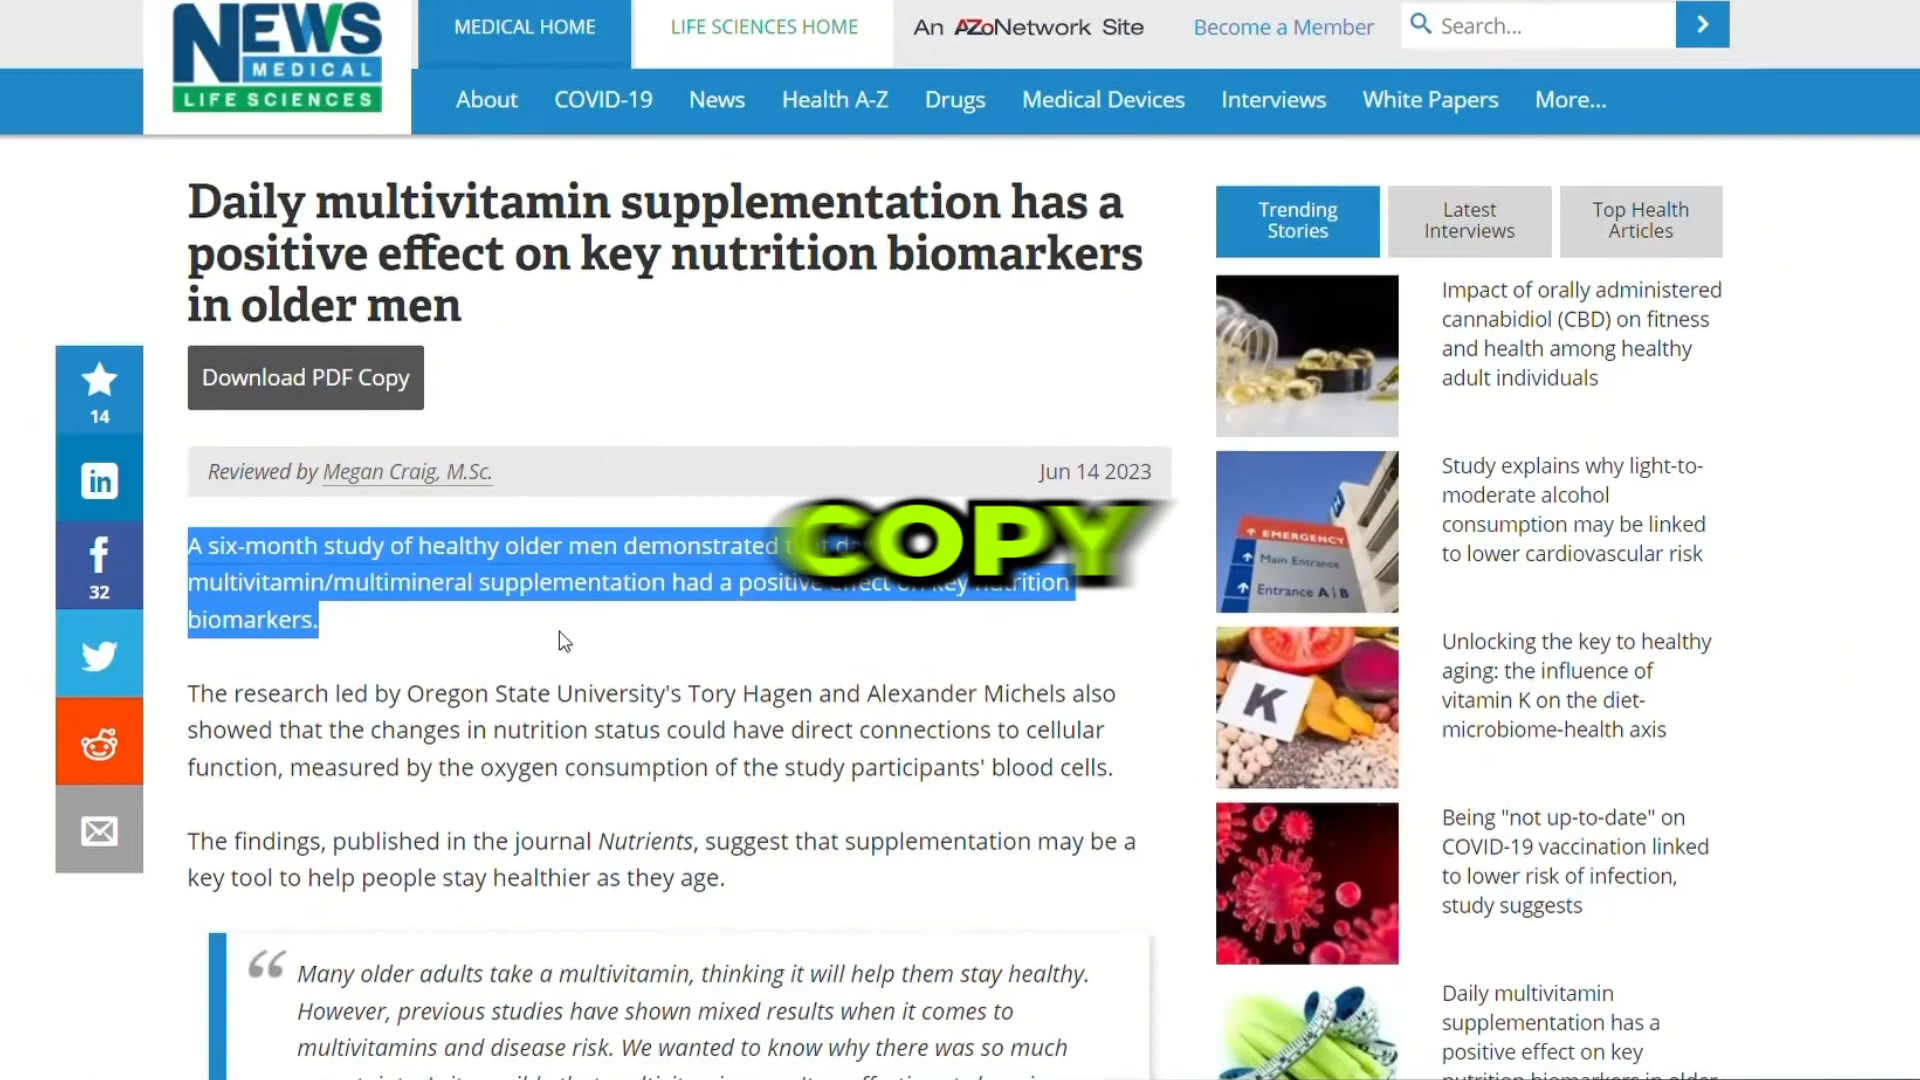 NEWS
MEDICAL
LIFE SCIENCES
MEDICAL HOME
LIFE SCIENCES HOME
An AZoNetwork Site
Become a Member
Search...
About
COVID-19
News
Health A-Z
Drugs
Medical Devices
Interviews
White Papers
More...
Daily multivitamin supplementation has a
positive effect on key nutrition biomarkers
in older men
Download PDF Copy
Reviewed by Megan Craig, M.Sc.
Jun 14 2023
COPY
A six-month study of healthy older men demonstrated
multivitamin/multimineral supplementation had a positive effect on key nutrition
biomarkers.
The research led by Oregon State University's Tory Hagen and Alexander Michels also
showed that the changes in nutrition status could have direct connections to cellular
function, measured by the oxygen consumption of the study participants' blood cells.
The findings, published in the journal Nutrients, suggest that supplementation may be a
key tool to help people stay healthier as they age.
“ Many older adults take a multivitamin, thinking it will help them stay healthy.
However, previous studies have shown mixed results when it comes to
multivitamins and disease risk. We wanted to know why there was so much
14
in
f
32
Trending
Stories
Latest
Interviews
Top Health
Articles
Impact of orally administered
cannabidiol (CBD) on fitness
and health among healthy
adult individuals
H
EMERGENCY
Main Entrance
Entrance A | B
Study explains why light-to-
moderate alcohol
consumption may be linked
to lower cardiovascular risk
K
Unlocking the key to healthy
aging: the influence of
vitamin K on the diet-
microbiome-health axis
Being "not up-to-date" on
COVID-19 vaccination linked
to lower risk of infection,
study suggests
Daily multivitamin
supplementation has a
positive effect on key
nutrition biomarkers in older